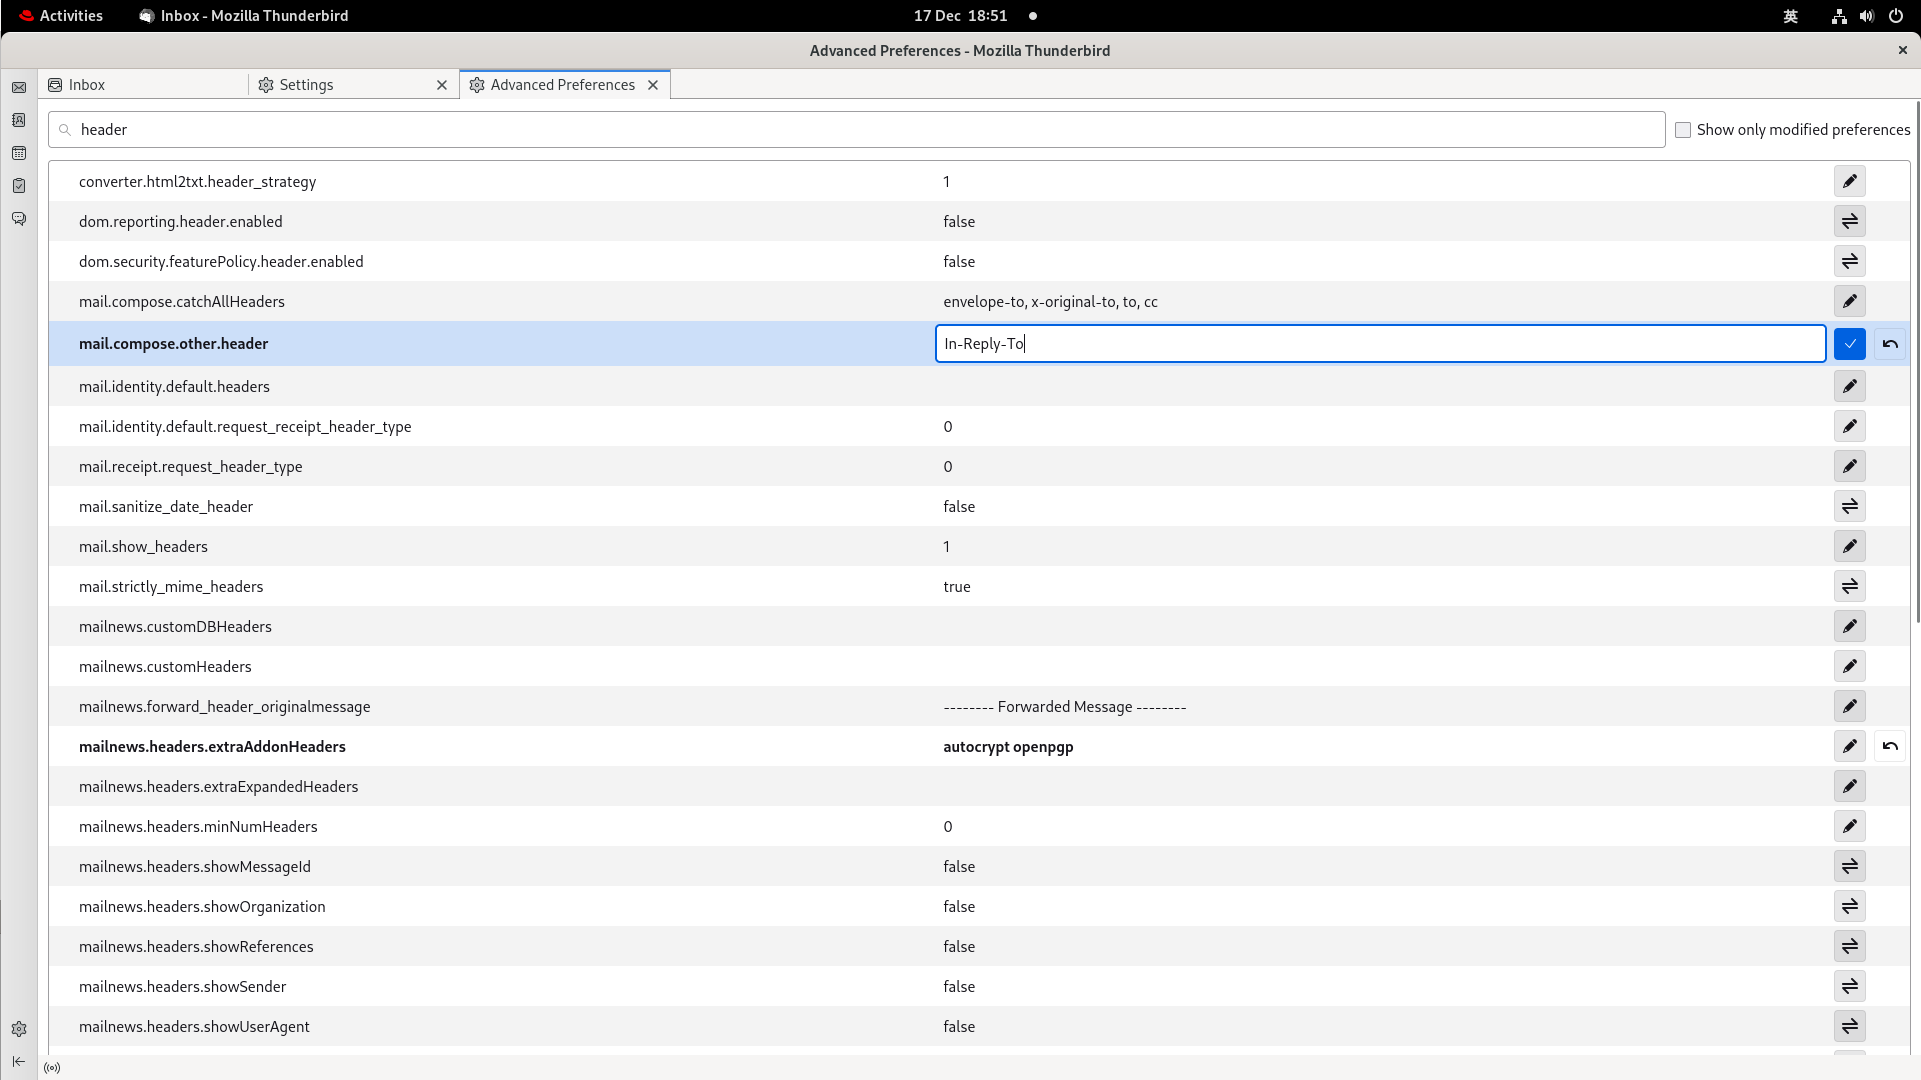 Activities
Inbox - Mozilla Thunderbird
17 Dec 18:51
英
Advanced Preferences - Mozilla Thunderbird
Inbox
Settings
Advanced Preferences
header
Show only modified preferences
converter.html2txt.header_strategy 1
dom.reporting.header.enabled false
dom.security.featurePolicy.header.enabled false
mail.compose.catchAllHeaders envelope-to, x-original-to, to, cc
mail.compose.other.header In-Reply-To
mail.identity.default.headers
mail.identity.default.request_receipt_header_type 0
mail.receipt.request_header_type 0
mail.sanitize_date_header false
mail.show_headers 1
mail.strictly_mime_headers true
mailnews.customDBHeaders
mailnews.customHeaders
mailnews.forward_header_originalmessage -------- Forwarded Message --------
mailnews.headers.extraAddonHeaders autocrypt openpgp
mailnews.headers.extraExpandedHeaders
mailnews.headers.minNumHeaders 0
mailnews.headers.showMessageId false
mailnews.headers.showOrganization false
mailnews.headers.showReferences false
mailnews.headers.showSender false
mailnews.headers.showUserAgent false